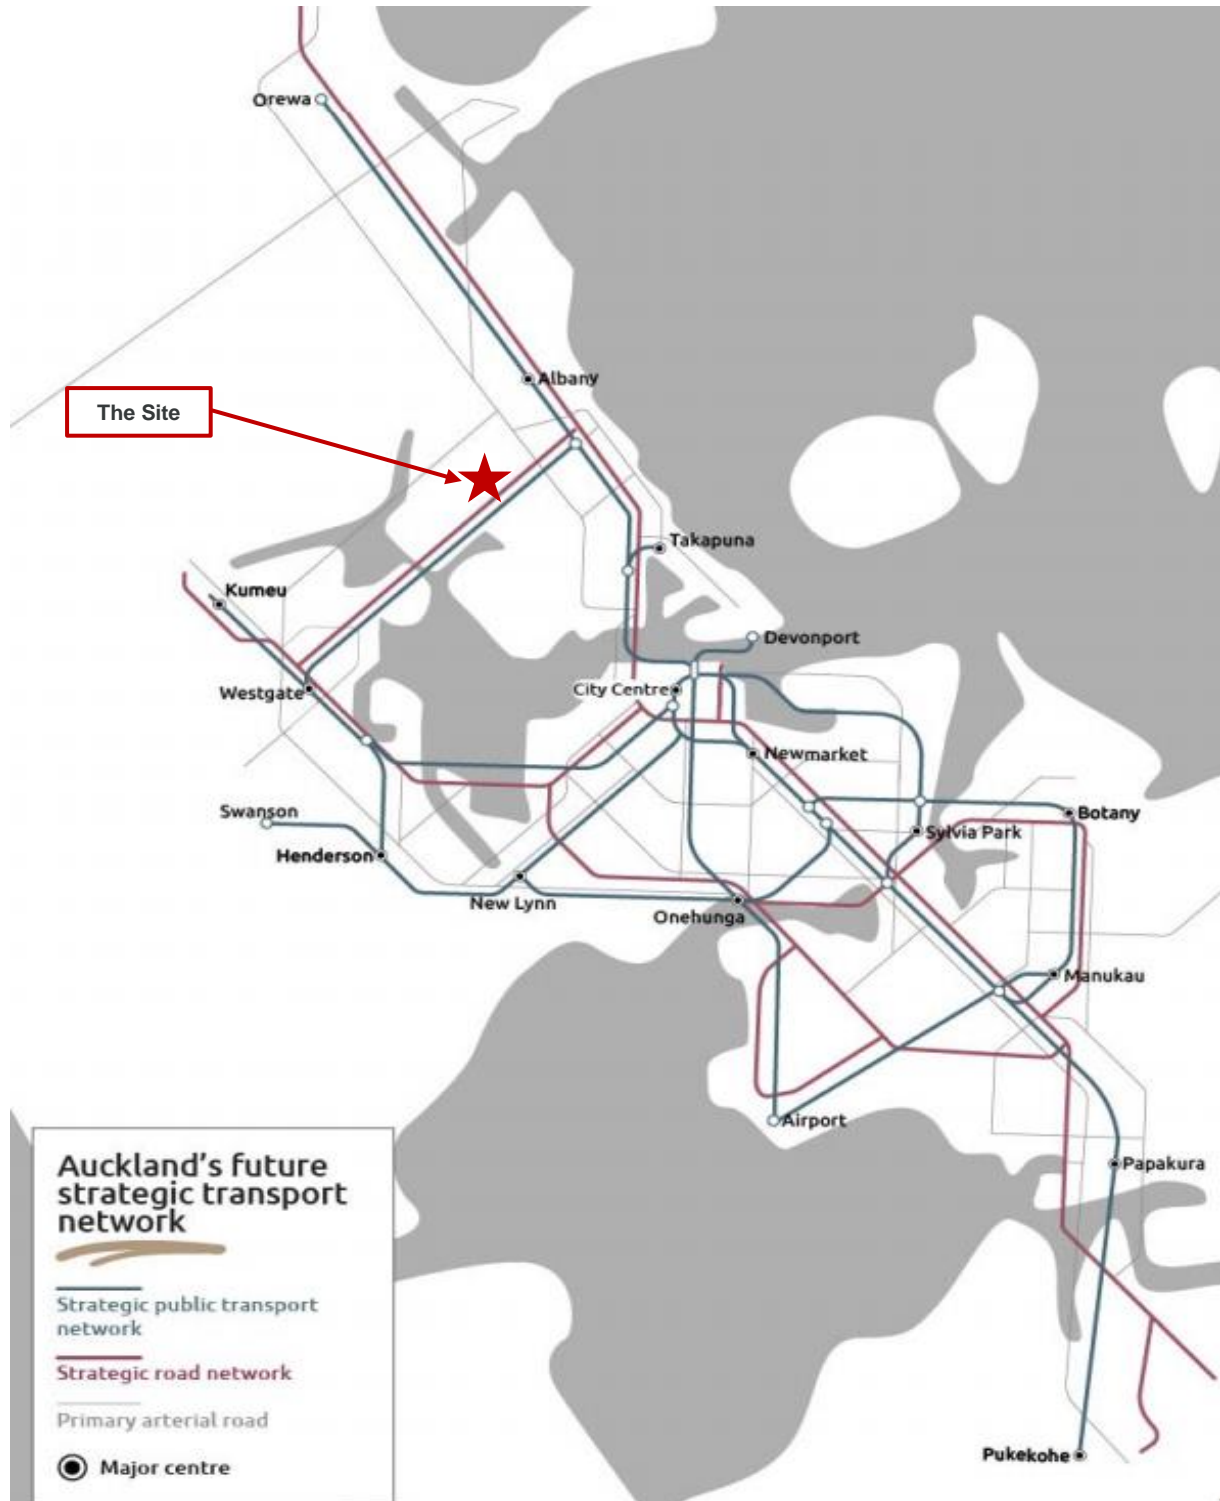 Orewa
Albany
The Site
Takapuna
Kumeu
Devonport
Westgate
City Centre
Newmarket
Swanson
Botany
Sylvia Park
Henderson
New Lynn
Onehunga
Manukau
Airport
Papakura
Pukekohe
Auckland's future
strategic transport
network
Strategic public transport
network
Strategic road network
Primary arterial road
Major centre